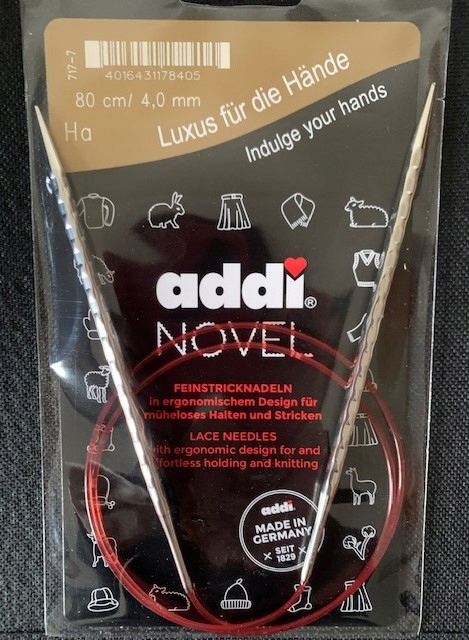 717-7
4016431178405
80 cm/ 4,0 mm
Ha
Luxus für die Hände
Indulge your hands
addi®
NOVEL
FEINSTRICKNADELN
in ergonomischem Design für
müheloses Halten und Stricken
LACE NEEDLES
with ergonomic design for and
effortless holding and knitting
addi
MADE IN
GERMANY
SEIT
1829